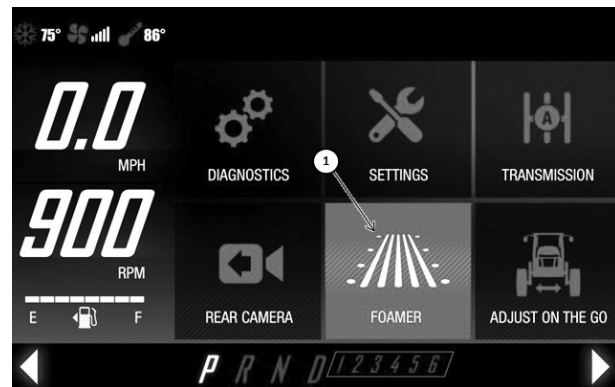 75° 86°
0.0
MPH
900
RPM
E F
DIAGNOSTICS
SETTINGS
A
TRANSMISSION
1
REAR CAMERA
FOAMER
ADJUST ON THE GO
P R N D 1 2 3 4 5 6